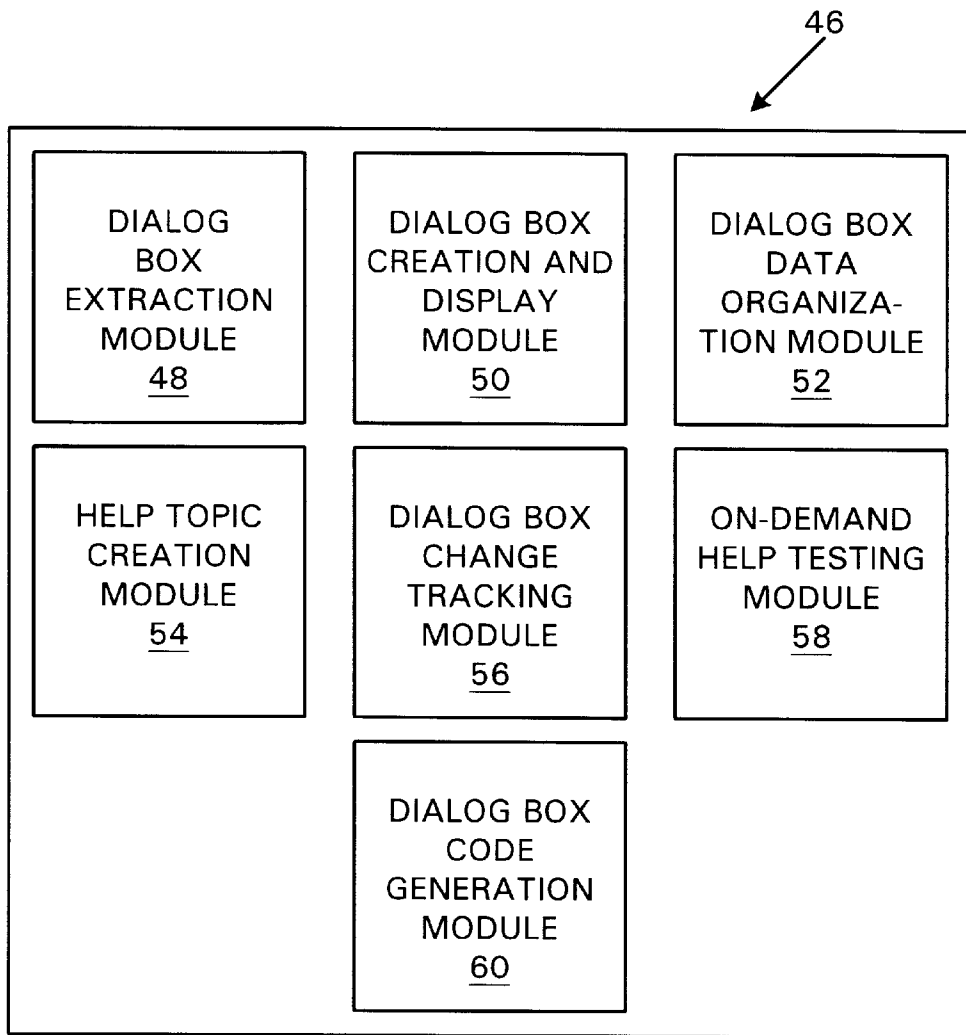 46
DIALOG
BOX
EXTRACTION
MODULE
48
DIALOG BOX
CREATION AND
DISPLAY
MODULE
50
DIALOG BOX
DATA
ORGANIZA-
TION MODULE
52
HELP TOPIC
CREATION
MODULE
54
DIALOG BOX
CHANGE
TRACKING
MODULE
56
ON-DEMAND
HELP TESTING
MODULE
58
DIALOG BOX
CODE
GENERATION
MODULE
60